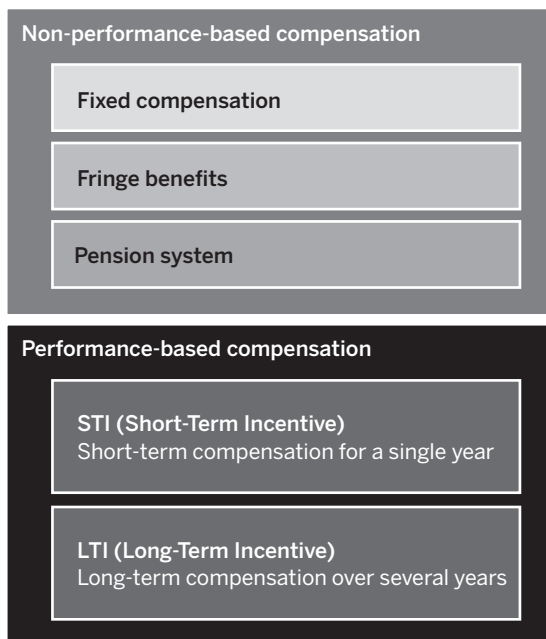 Non-performance-based compensation
Fixed compensation
Fringe benefits
Pension system
Performance-based compensation
STI (Short-Term Incentive)
Short-term compensation for a single year
LTI (Long-Term Incentive)
Long-term compensation over several years